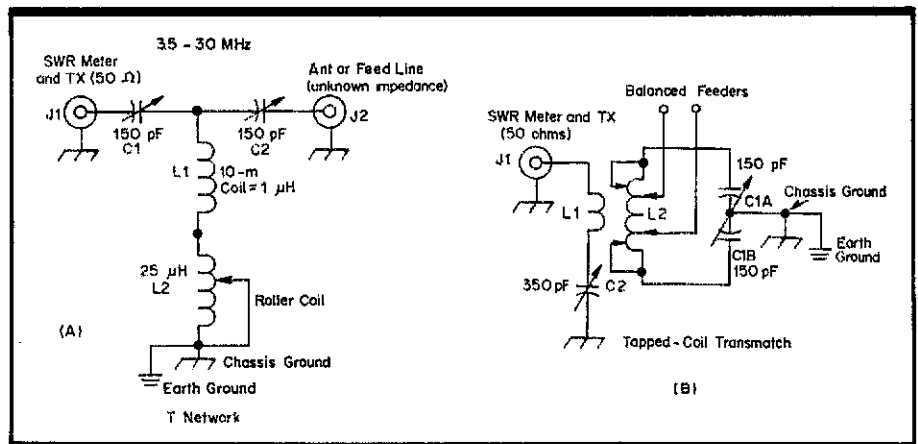 3.5 - 30 MHz
SWR Meter
and TX (50 Ω)
Ant or Feed Line
(unknown impedance)
J1
150 pF
C1
150 pF
C2
J2
L1
10-m
Coil = 1 μH
25 μH
L2
Roller Coil
(A)
Chassis Ground
Earth Ground
T Network
Balanced Feeders
SWR Meter and TX
(50 ohms)
J1
L1
L2
150 pF
C1A
Chassis Ground
C1B
150 pF
Earth
Ground
350 pF
C2
Tapped - Coil Transmatch
(B)